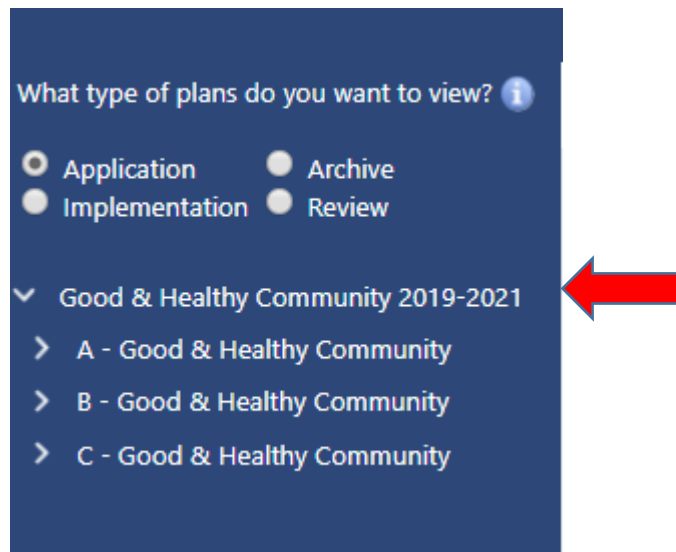 What type of plans do you want to view?
Application Archive
Implementation Review
Good & Healthy Community 2019-2021
A - Good & Healthy Community
B - Good & Healthy Community
C - Good & Healthy Community